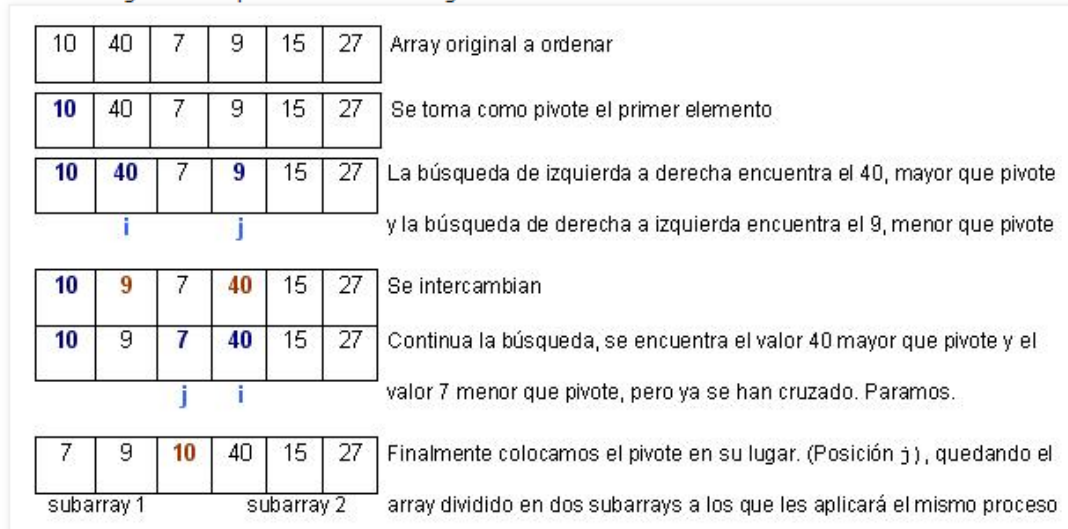 10 40 7 9 15 27 Array original a ordenar
10 40 7 9 15 27 Se toma como pivote el primer elemento
10 40 7 9 15 27 La búsqueda de izquierda a derecha encuentra el 40, mayor que pivote
i j y la búsqueda de derecha a izquierda encuentra el 9, menor que pivote
10 9 7 40 15 27 Se intercambian
10 9 7 40 15 27 Continua la búsqueda, se encuentra el valor 40 mayor que pivote y el
j i valor 7 menor que pivote, pero ya se han cruzado. Paramos.
7 9 10 40 15 27 Finalmente colocamos el pivote en su lugar. (Posición j), quedando el
subarray 1 subarray 2 array dividido en dos subarrays a los que les aplicará el mismo proceso